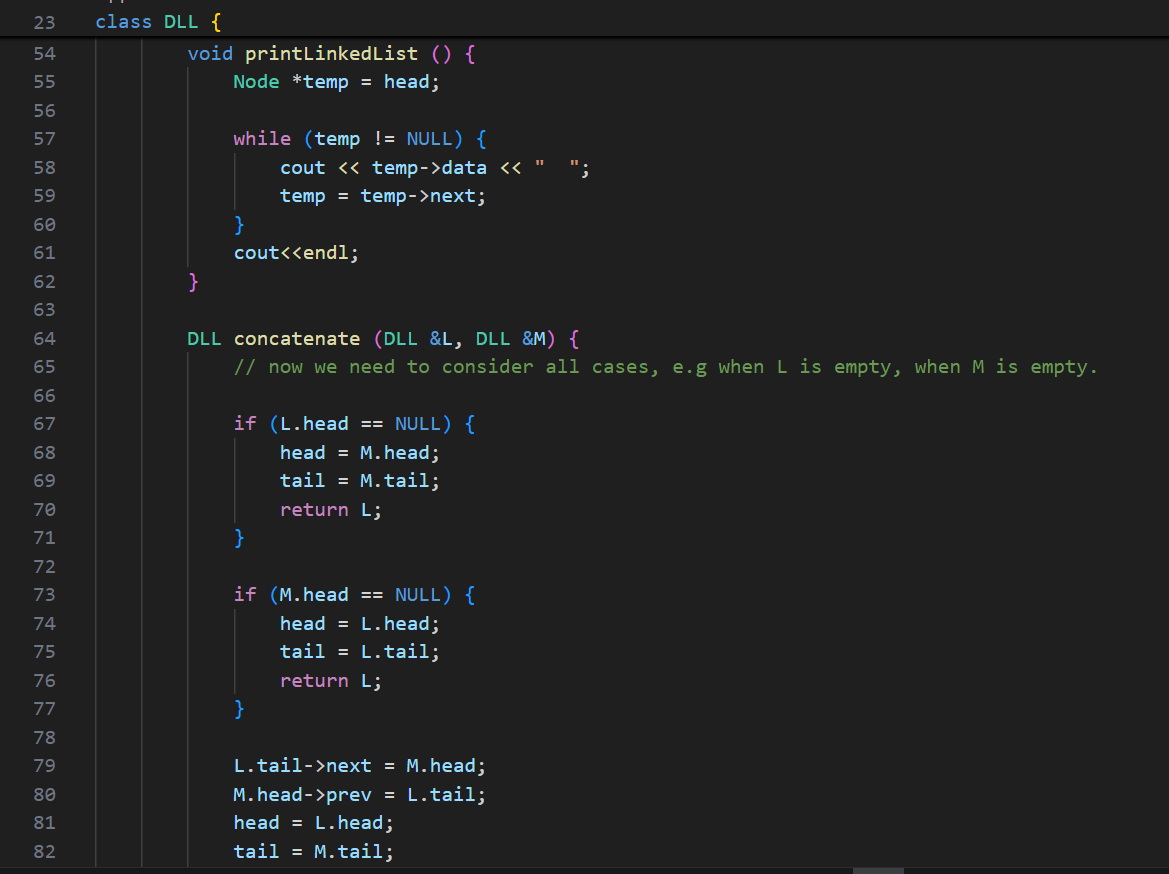 23 class DLL {
54 void printLinkedList () {
55 Node *temp = head;
56
57 while (temp != NULL) {
58 cout << temp->data << "  ";
59 temp = temp->next;
60 }
61 cout<<endl;
62 }
63
64 DLL concatenate (DLL &L, DLL &M) {
65 // now we need to consider all cases, e.g when L is empty, when M is empty.
66
67 if (L.head == NULL) {
68 head = M.head;
69 tail = M.tail;
70 return L;
71 }
72
73 if (M.head == NULL) {
74 head = L.head;
75 tail = L.tail;
76 return L;
77 }
78
79 L.tail->next = M.head;
80 M.head->prev = L.tail;
81 head = L.head;
82 tail = M.tail;